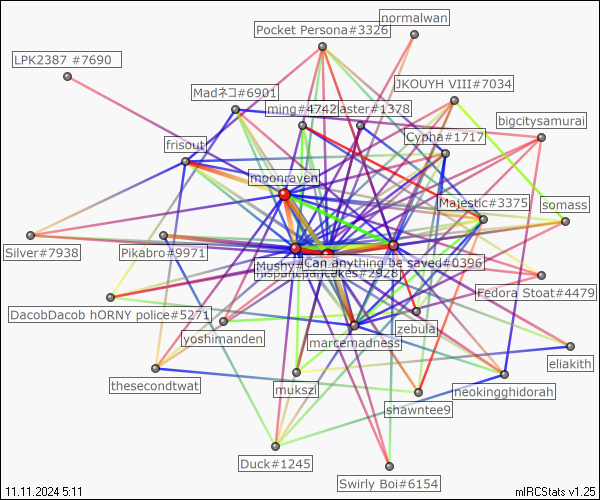 normalwan
Pocket Persona#3326
LPK2387 #7690
JKOUYH VIII#7034
Madネコ#6901
ming#4742
aster#1378
bigcitysamurai
Cypha#1717
frisout
moonraven
Majestic#3375
somass
Silver#7938
Pikabro#9971
Mushy#
Can,anything be saved#0396
pancakes#2928
Fedora Stoat#4479
DacobDacob hORNY police#5271
zebula
yoshimanden
marcemadness
eliakith
thesecondtwat
mukszi
neokingghidorah
shawntee9
Duck#1245
Swirly Boi#6154
11.11.2024 5:11
mIRCStats v1.25